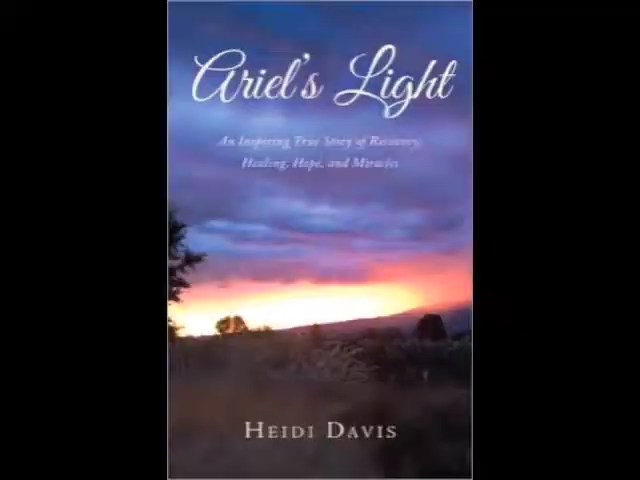 Ariel's Light
An Inspiring True Story of Recovery,
Healing, Hope, and Miracles
HEIDI DAVIS